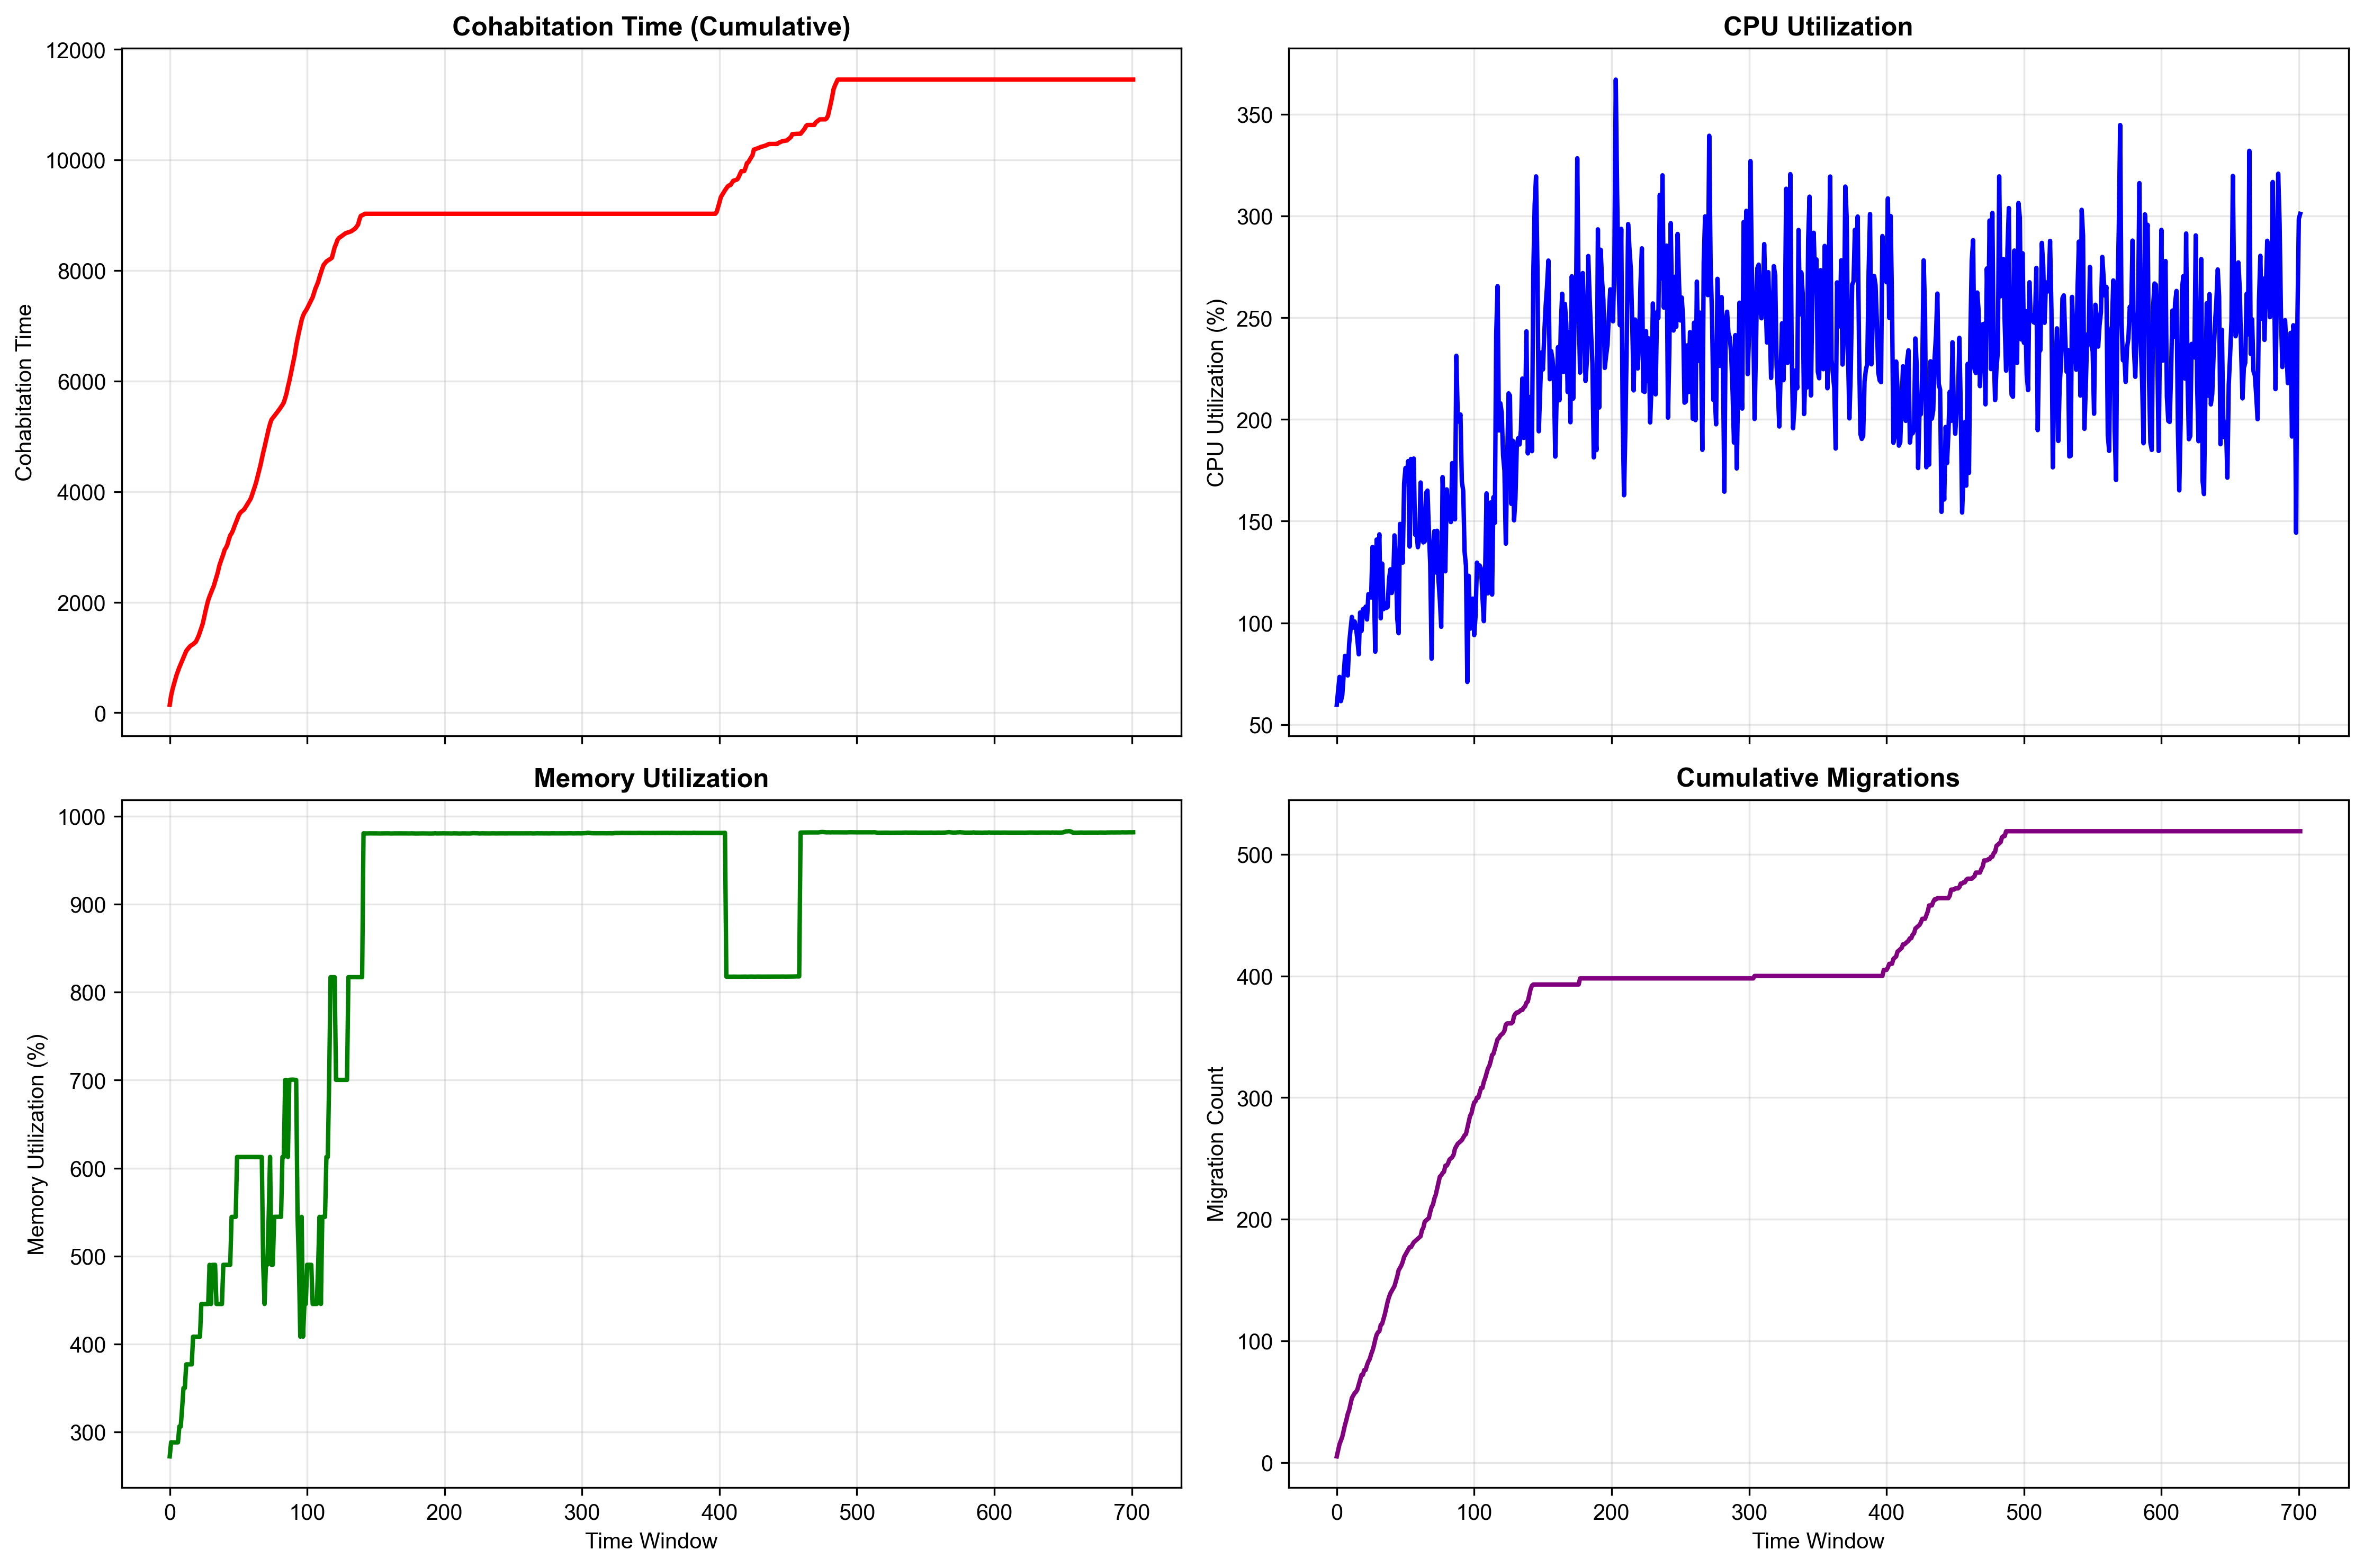 Cohabitation Time (Cumulative)
12000
10000
8000
6000
4000
2000
0
Cohabitation Time
CPU Utilization
350
300
250
200
150
100
50
CPU Utilization (%)
Memory Utilization
1000
900
800
700
600
500
400
300
Memory Utilization (%)
0 100 200 300 400 500 600 700
Time Window
Cumulative Migrations
500
400
300
200
100
0
Migration Count
0 100 200 300 400 500 600 700
Time Window